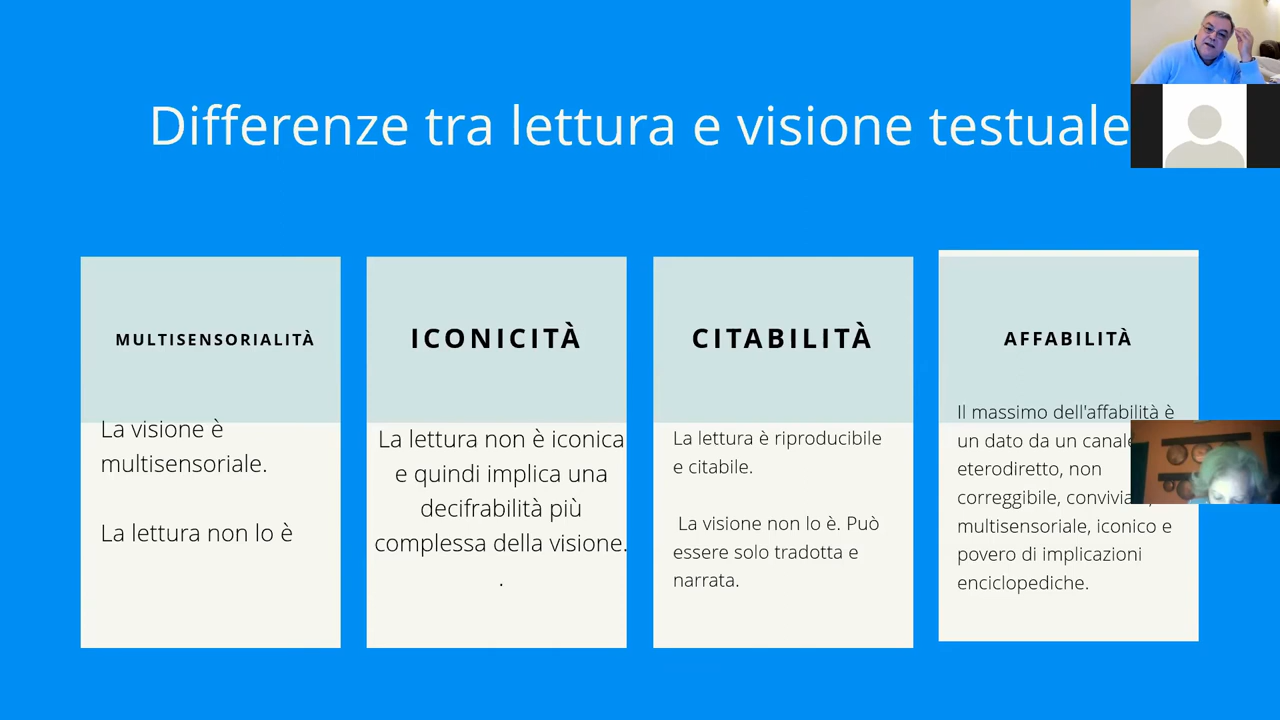 Differenze tra lettura e visione testuale
MULTISENSORIALITÀ
La visione è
multisensoriale.
La lettura non lo è
ICONICITÀ
La lettura non è iconica
e quindi implica una
decifrabilità più
complessa della visione.
.
CITABILITÀ
La lettura è riproducibile
e citabile.
La visione non lo è. Può
essere solo tradotta e
narrata.
AFFABILITÀ
Il massimo dell'affabilità è
un dato da un canale
eterodiretto, non
correggibile,
multisensoriale, iconico e
povero di implicazioni
enciclopediche.